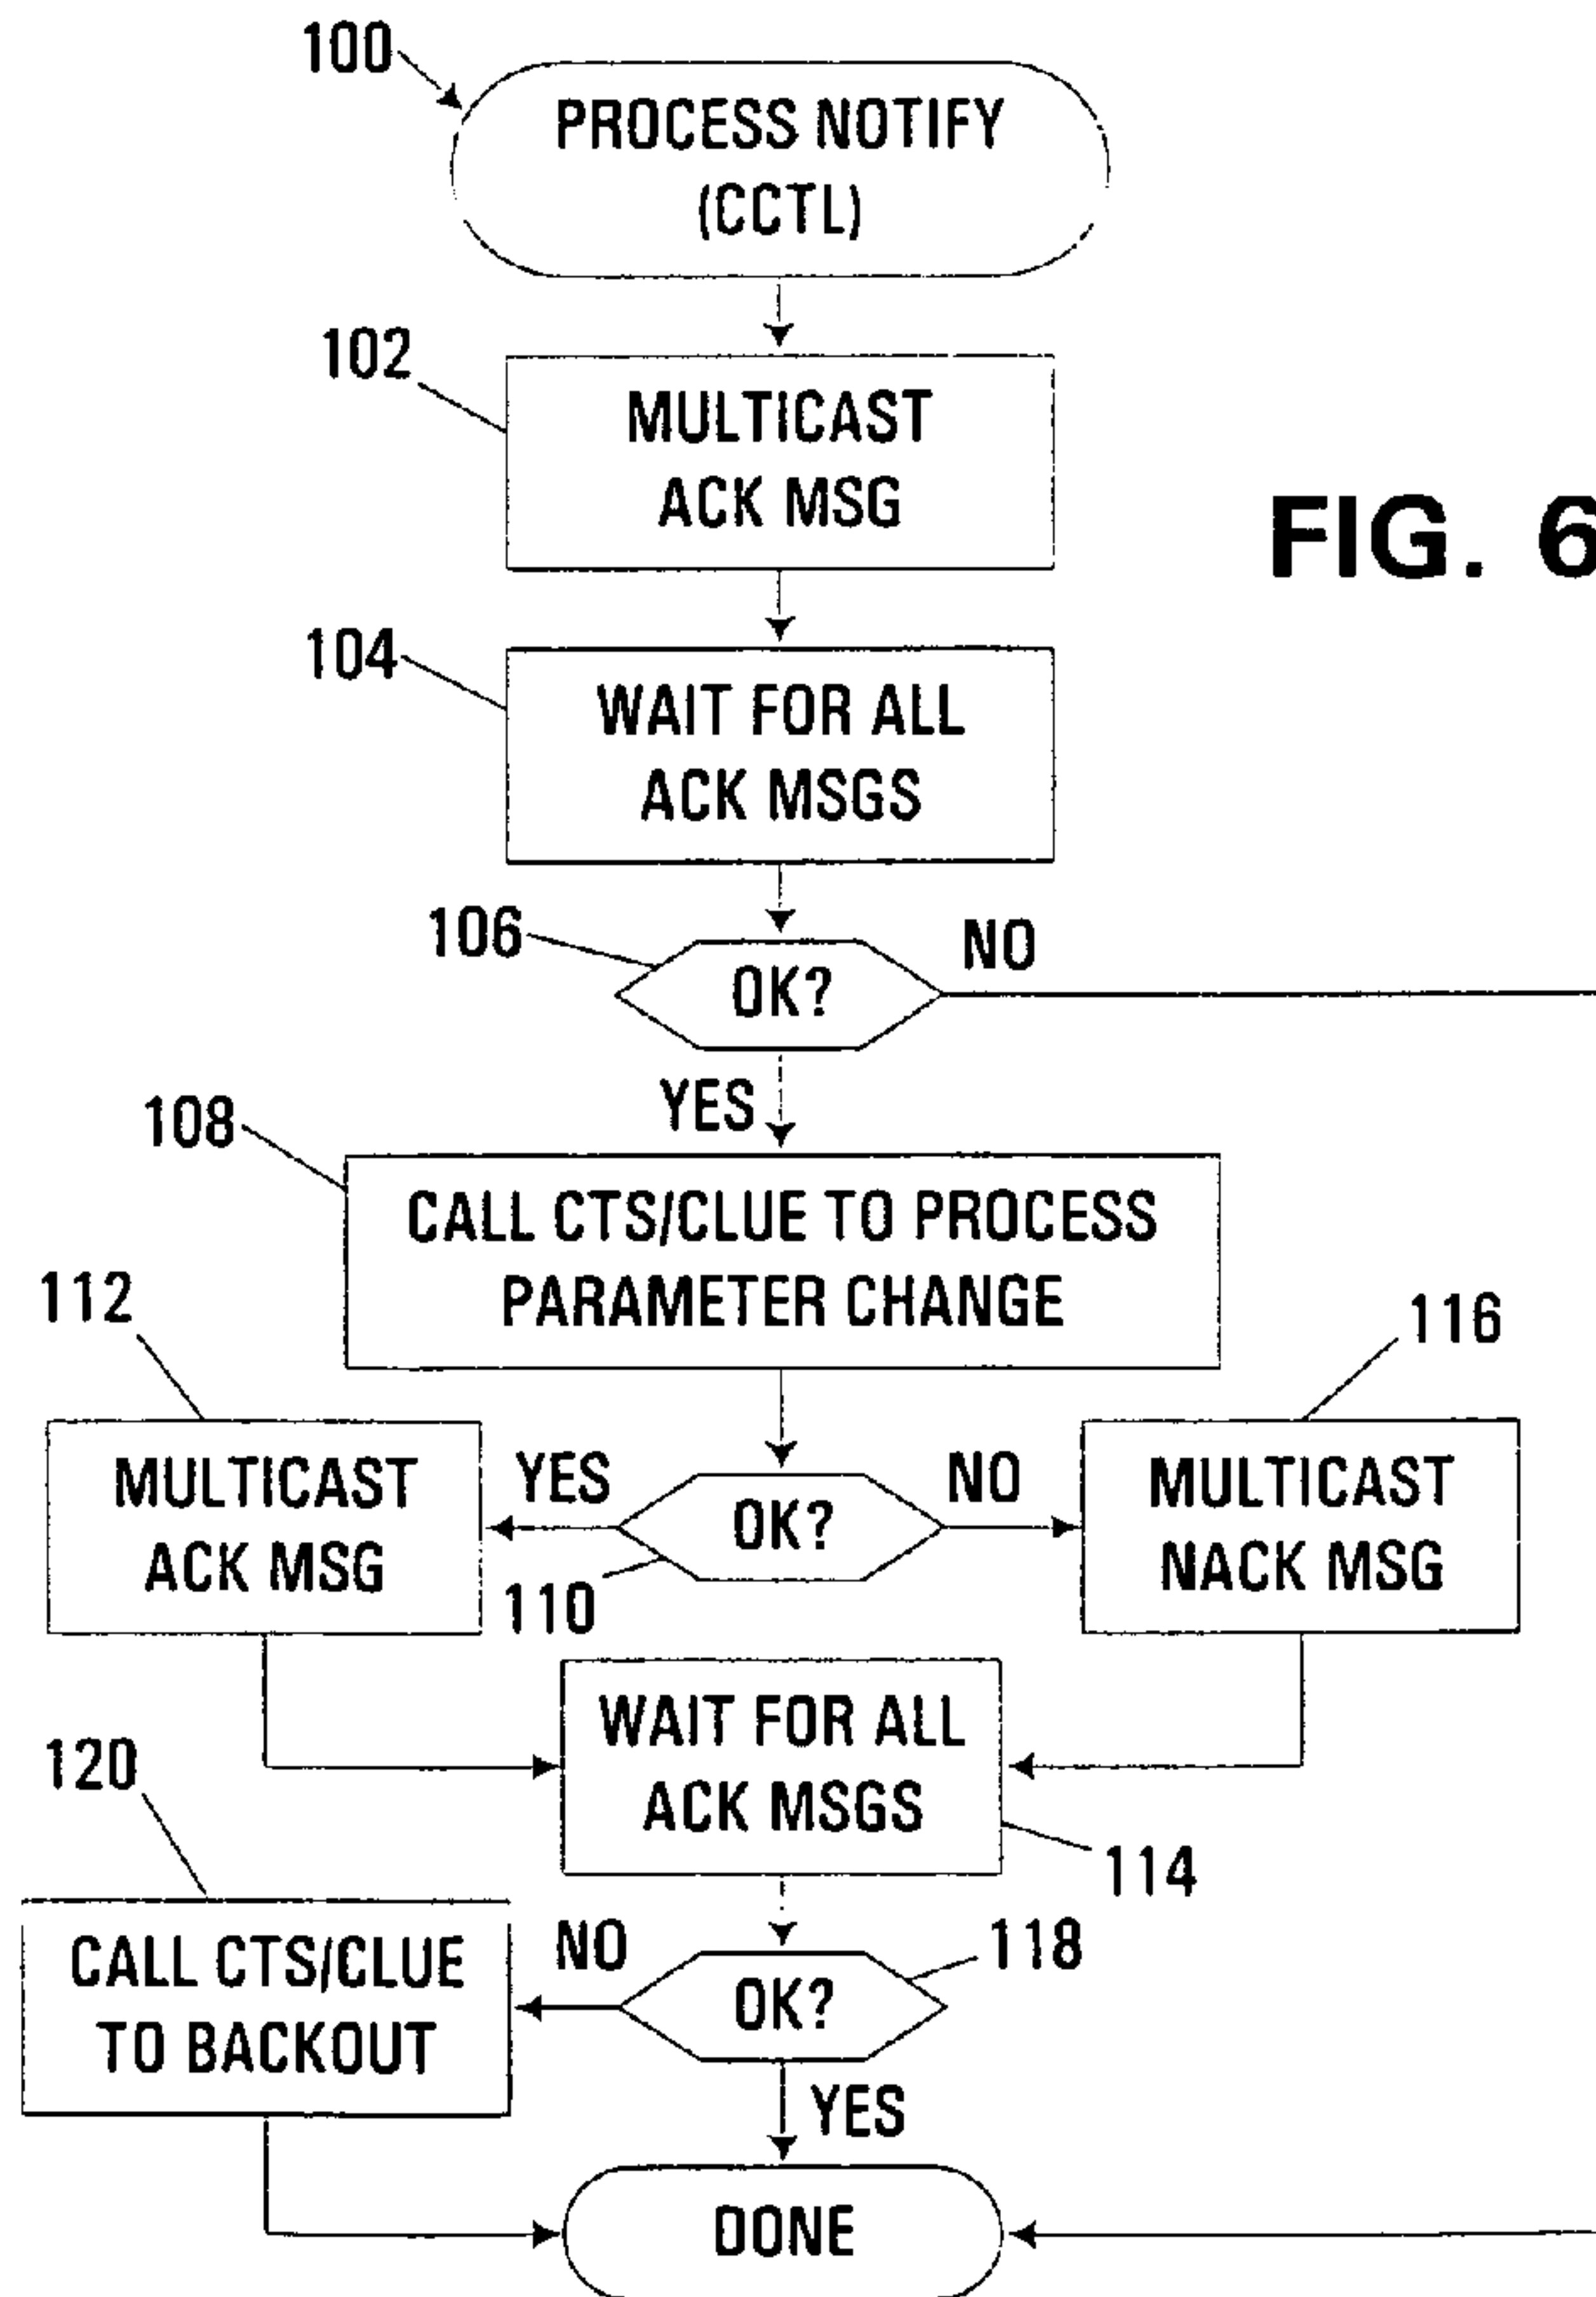 100
PROCESS NOTIFY
(CCTL)
102
MULTICAST
ACK MSG
FIG. 6
104
WAIT FOR ALL
ACK MSGS
106
OK?
NO
YES
108
CALL CTS/CLUE TO PROCESS
PARAMETER CHANGE
112
116
MULTICAST
ACK MSG
YES
OK?
NO
MULTICAST
NACK MSG
110
WAIT FOR ALL
ACK MSGS
114
120
CALL CTS/CLUE
TO BACKOUT
NO
OK?
118
YES
DONE